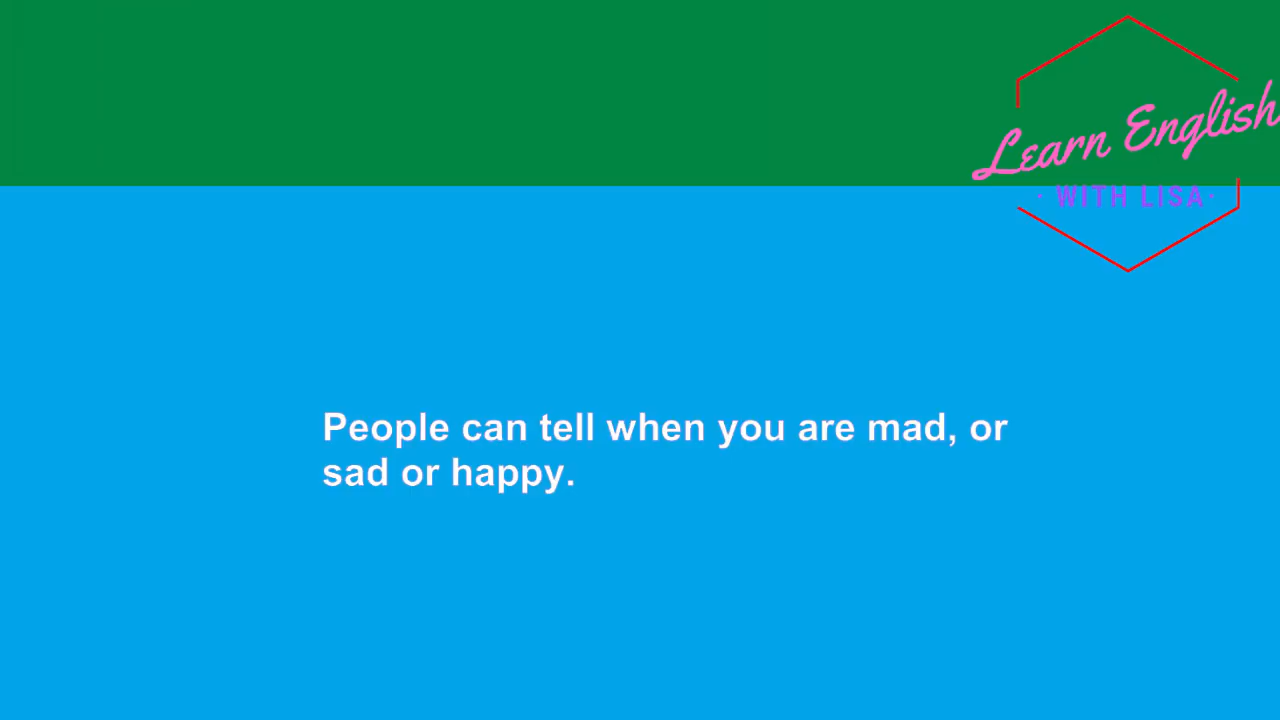 Learn English
· WITH LISA·
People can tell when you are mad, or
sad or happy.